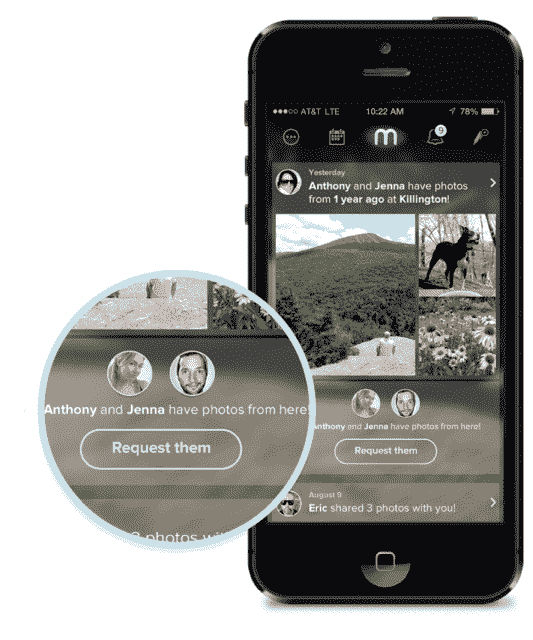 AT&T LTE 10:22 AM 78%
m 9
Yesterday
Anthony and Jenna have photos
from 1 year ago at Killington!
Anthony and Jenna have photos from here!
Request them
nthony and Jenna have photos from here!
Request them
August 9
Eric shared 3 photos with you!
3 photos wi